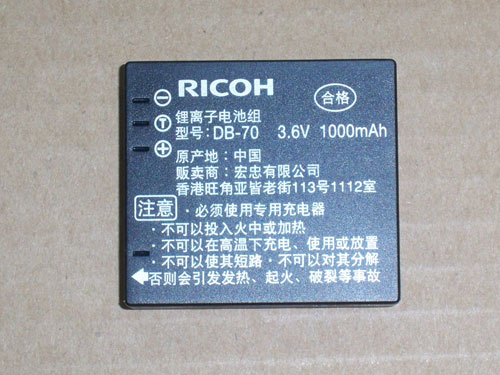 RICOH
合格
锂离子电池组
型号: DB-70 3.6V 1000mAh
原产地: 中国
贩卖商: 宏忠有限公司
香港旺角亚皆老街113号1112室
注意 ・必须使用专用充电器
・不可以投入火中或加热
・不可以在高温下充电、使用或放置
・不可以使其短路 ・不可以对其分解
否则会引发发热、起火、破裂等事故
⊖
Ⓣ
⊕